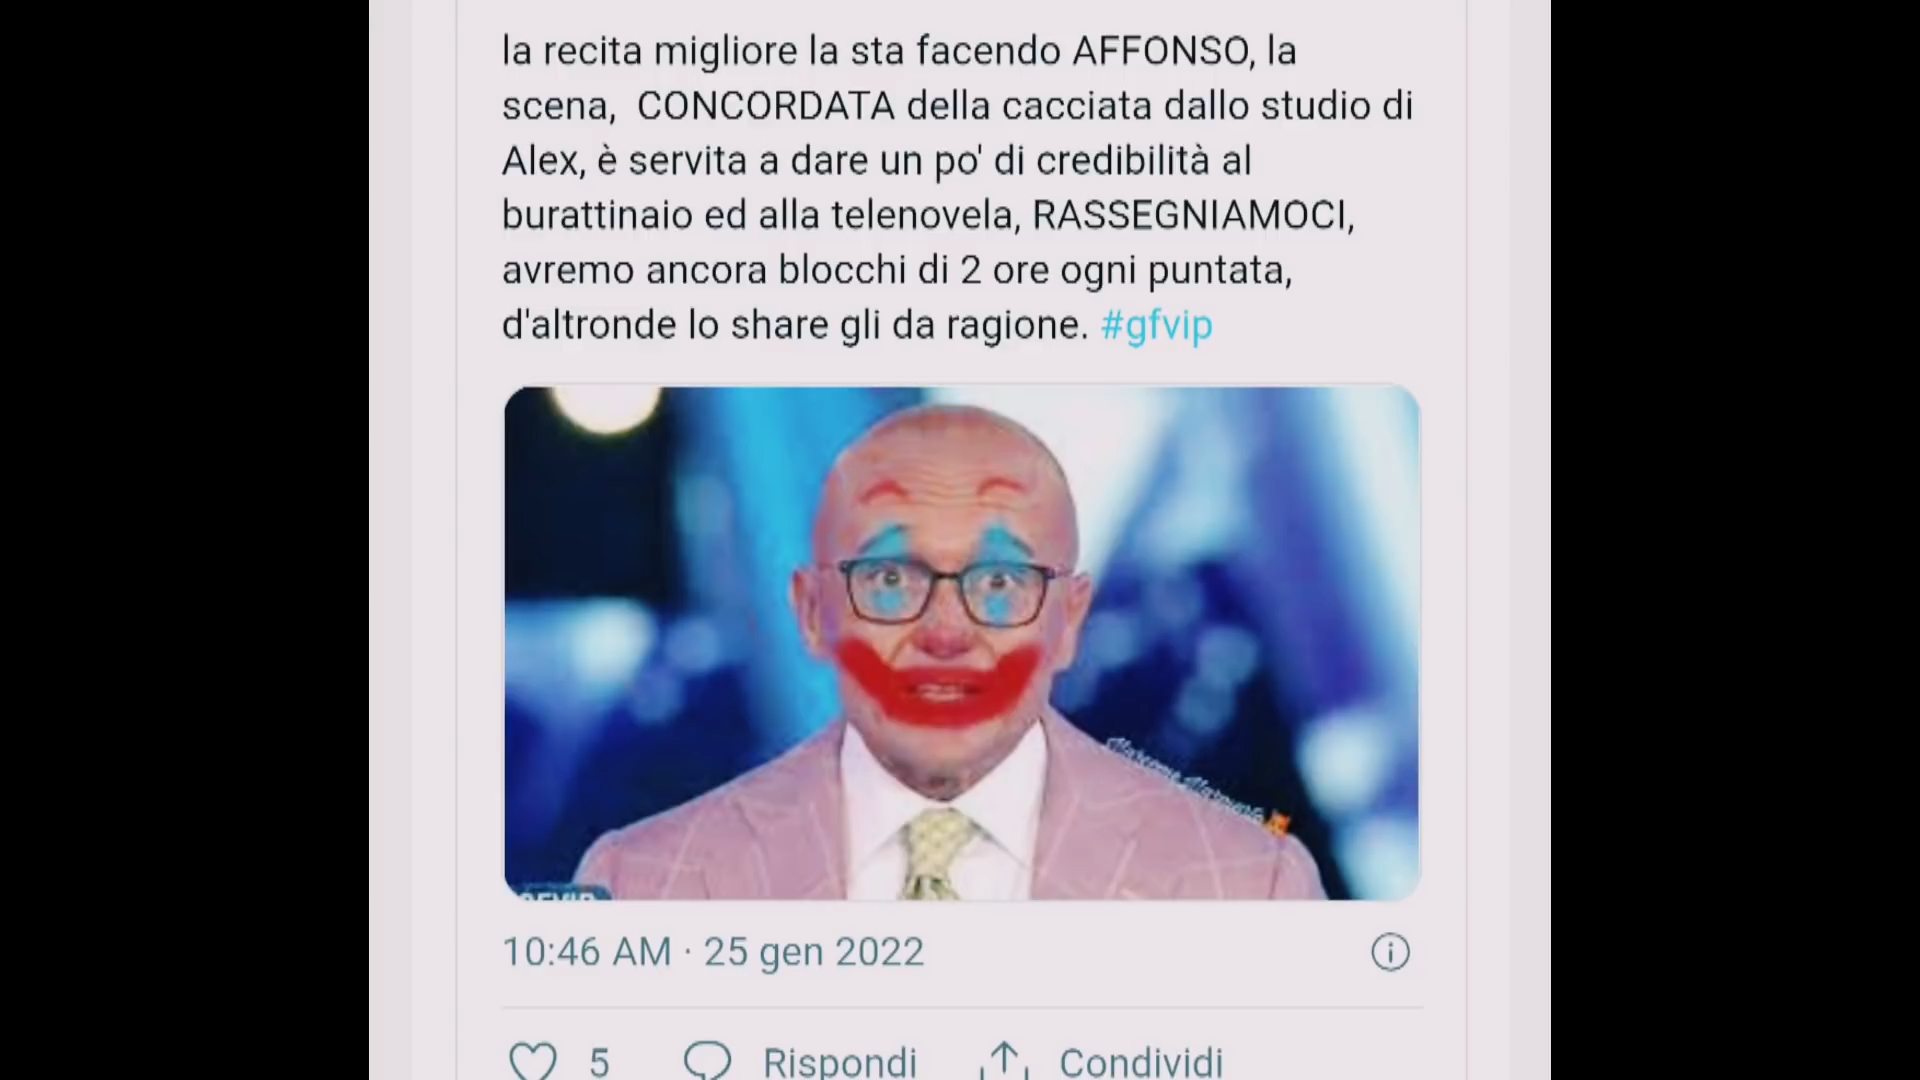 la recita migliore la sta facendo AFFONSO, la
scena,  CONCORDATA della cacciata dallo studio di
Alex, è servita a dare un po' di credibilità al
burattinaio ed alla telenovela, RASSEGNIAMOCI,
avremo ancora blocchi di 2 ore ogni puntata,
d'altronde lo share gli da ragione. #gfvip
GFVIP
10:46 AM · 25 gen 2022
5 Rispondi Condividi